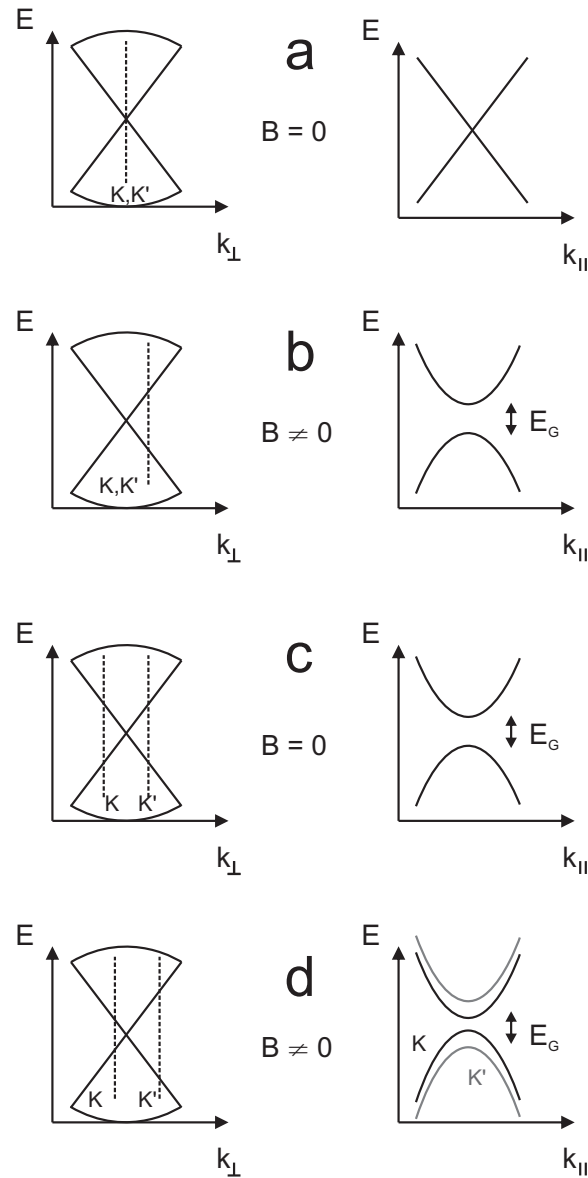 E
a
E
B = 0
K,K'
k⊥
k||
E
b
E
B ≠ 0
E_G
K,K'
k⊥
k||
E
c
E
B = 0
E_G
K K'
k⊥
k||
E
d
E
B ≠ 0
K
E_G
K K'
K'
k⊥
k||